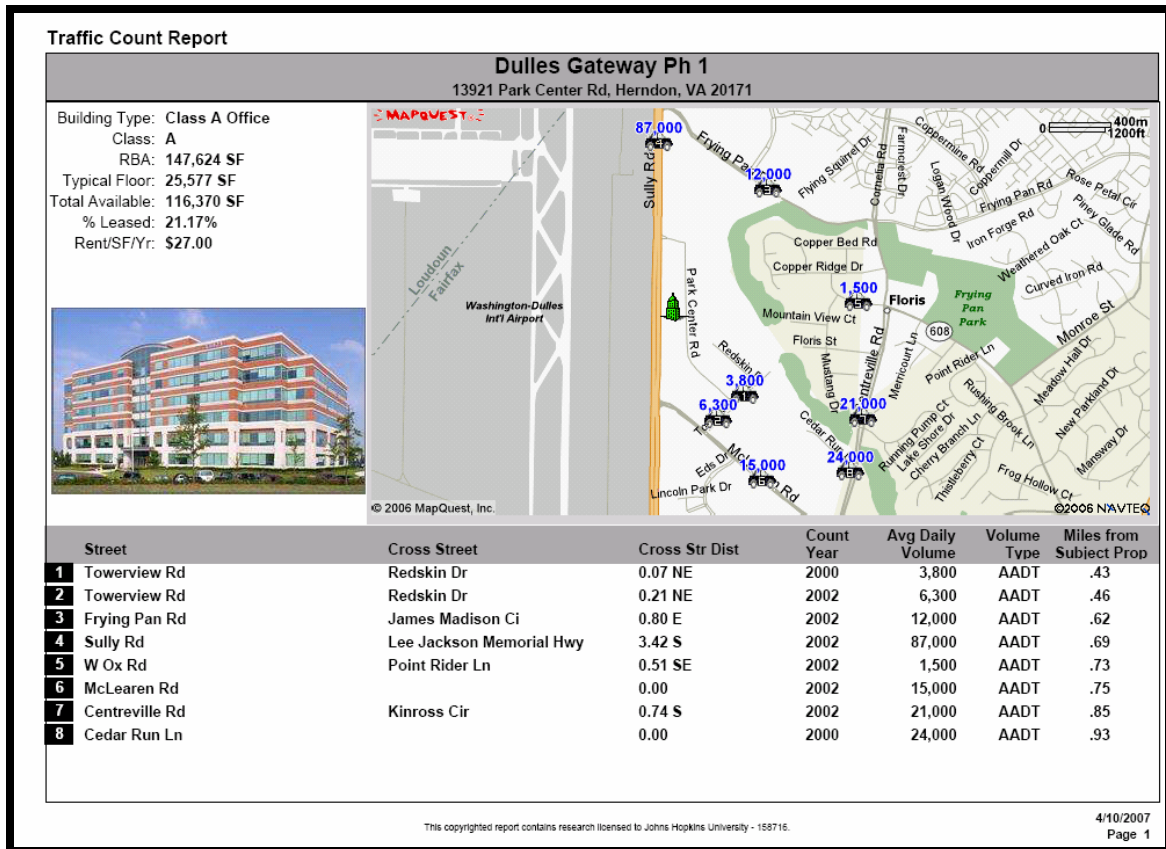 Traffic Count Report
Dulles Gateway Ph 1
13921 Park Center Rd, Herndon, VA 20171
Building Type: Class A Office
Class: A
RBA: 147,624 SF
Typical Floor: 25,577 SF
Total Available: 116,370 SF
% Leased: 21.17%
Rent/SF/Yr: $27.00
MAPQUEST
0 400m
1200ft
87,000
4
Sully Rd
Frying Pa
12,000
3
Flying Squirrel Dr
Cornelia Rd
Farmcrest Dr
Coppermine Rd
Coppermill Dr
Logan Wood Dr
Frying Pan Rd
Rose Petal Cir
Piney Glade Rd
Iron Forge Rd
Weathered Oak Ct
Curved Iron Rd
Loudoun
Fairfax
Washington-Dulles
Int'l Airport
Park Center Rd
Copper Bed Rd
Copper Ridge Dr
1,500
5
Floris
Frying
Pan
Park
Mountain View Ct
608
Monroe St
Floris St
Mustang Dr
entreville Rd
Merricourt Ln
Point Rider Ln
Meadow Hall Dr
New Parkland Dr
Mansway Dr
Rushing Brook Ln
Redskin D
3,800
1
6,300
2
To
21,000
7
Cedar Run
24,000
8
Running Pump Ct
Lake Shore Dr
Cherry Branch Ln
Thistleberry Ct
Frog Hollow Ct
Eds Dr
McL
15,000
6
Rd
Lincoln Park Dr
© 2006 MapQuest, Inc.
©2006 NAVTEQ
Street Cross Street Cross Str Dist Count Year Avg Daily Volume Volume Type Miles from Subject Prop
1 Towerview Rd Redskin Dr 0.07 NE 2000 3,800 AADT .43
2 Towerview Rd Redskin Dr 0.21 NE 2002 6,300 AADT .46
3 Frying Pan Rd James Madison Ci 0.80 E 2002 12,000 AADT .62
4 Sully Rd Lee Jackson Memorial Hwy 3.42 S 2002 87,000 AADT .69
5 W Ox Rd Point Rider Ln 0.51 SE 2002 1,500 AADT .73
6 McLearen Rd 0.00 2002 15,000 AADT .75
7 Centreville Rd Kinross Cir 0.74 S 2002 21,000 AADT .85
8 Cedar Run Ln 0.00 2000 24,000 AADT .93
This copyrighted report contains research licensed to Johns Hopkins University - 158716.
4/10/2007
Page 1